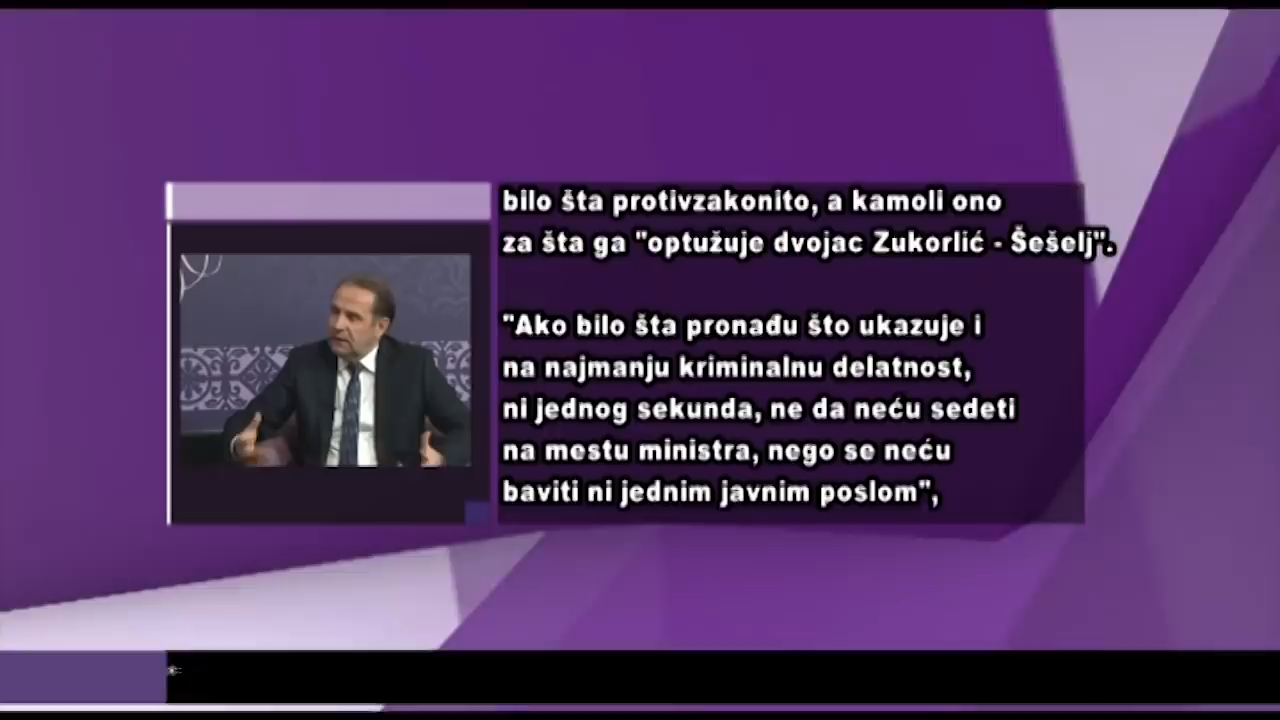 bilo šta protivzakonito, a kamoli ono
za šta ga "optužuje dvojac Zukorlić - Šešelj".
"Ako bilo šta pronađu što ukazuje i
na najmanju kriminalnu delatnost,
ni jednog sekunda, ne da neću sedeti
na mestu ministra, nego se neću
baviti ni jednim javnim poslom",